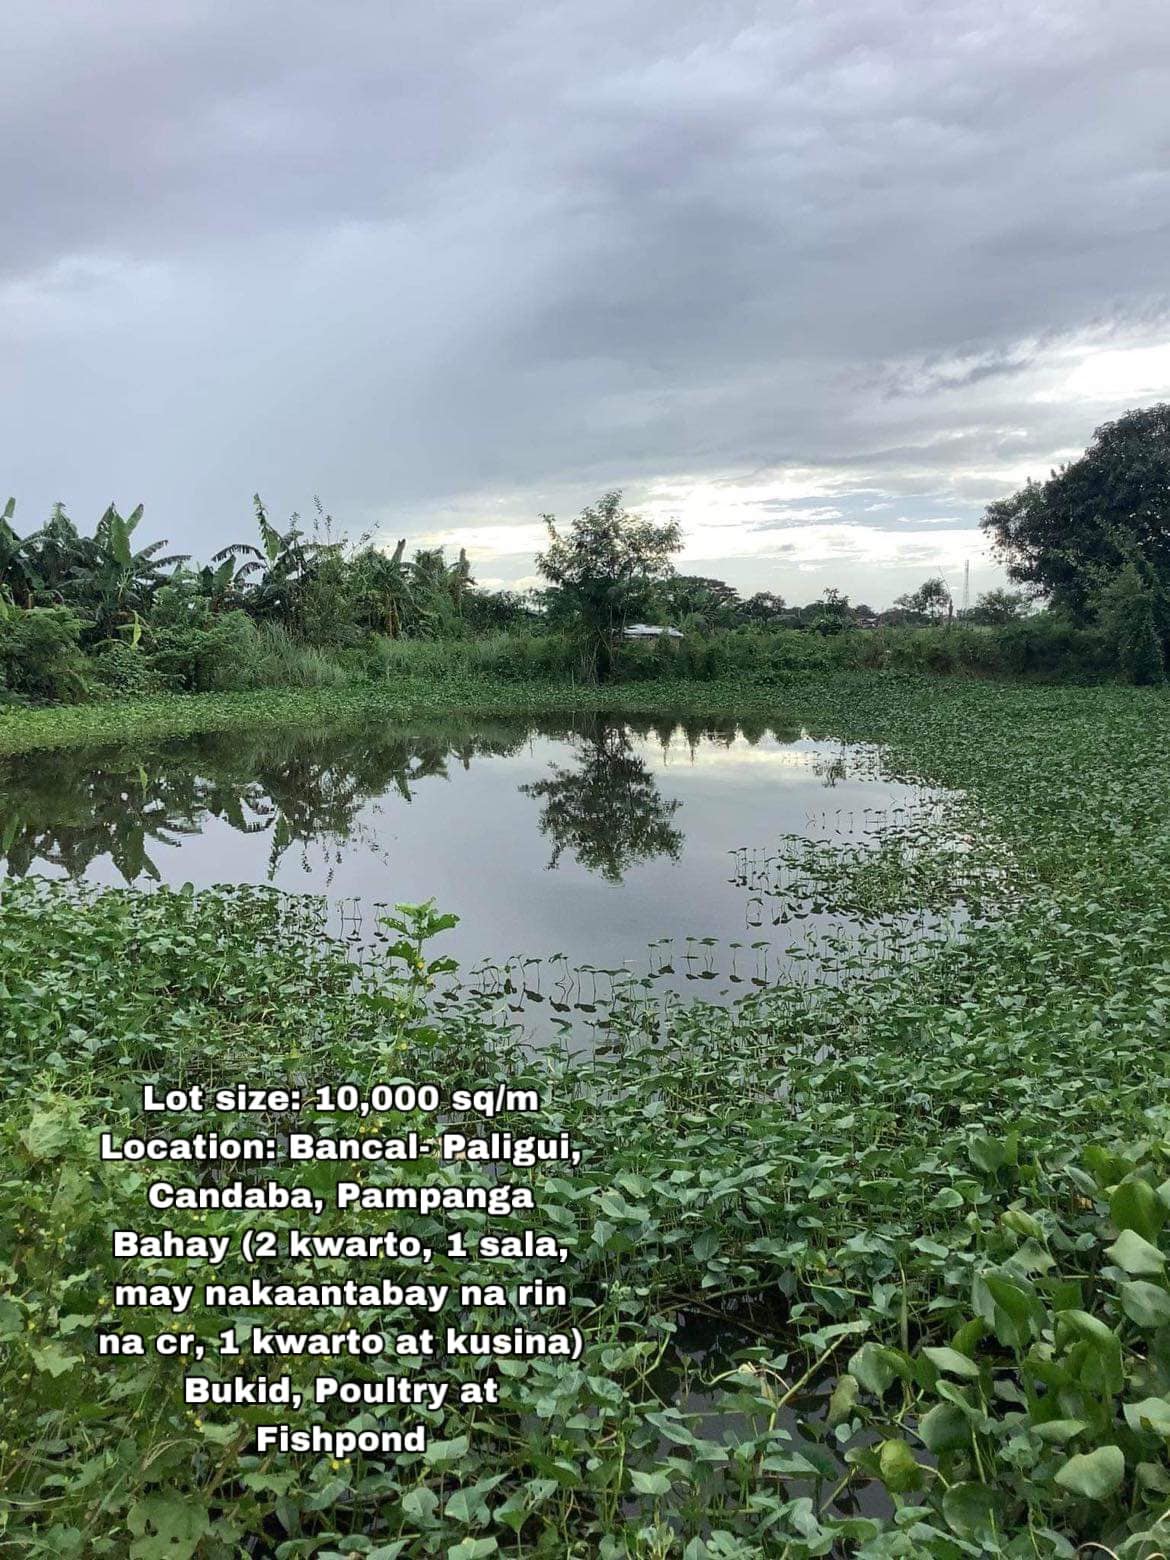 Lot size: 10,000 sq/m
Location: Bancal- Paligui,
Candaba, Pampanga
Bahay (2 kwarto, 1 sala,
may nakaantabay na rin
na cr, 1 kwarto at kusina)
Bukid, Poultry at
Fishpond